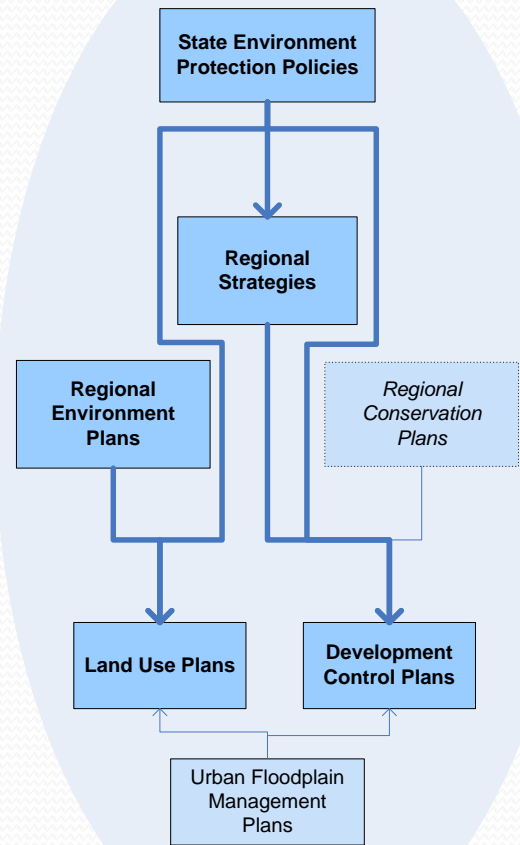 State Environment
Protection Policies
Regional
Strategies
Regional
Environment
Plans
Regional
Conservation
Plans
Land Use Plans
Development
Control Plans
Urban Floodplain
Management
Plans